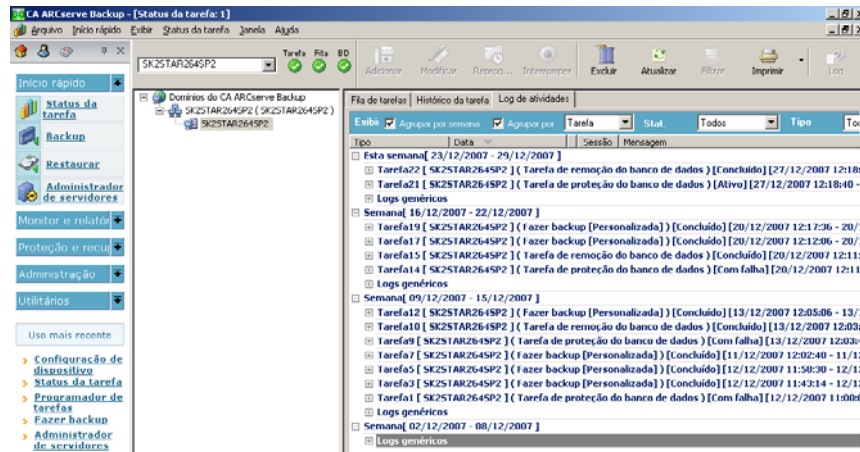 CA ARCserve Backup - [Status da tarefa: 1]
Arquivo Início rápido Exibir Status da tarefa Janela Ajuda
Tarefa Fita BD
SK2STAR264SP2
Adicionar Modificar Reprog... Interromper Excluir Atualizar Filtrar Imprimir Log
Início rápido
Status da tarefa
Backup
Restaurar
Administrador de servidores
Monitor e relatór
Proteção e recu
Administração
Utilitários
Uso mais recente
Configuração de dispositivo
Status da tarefa
Programador de tarefas
Fazer backup
Administrador de servidores
Domínios do CA ARCserve Backup
SK2STAR264SP2 ( SK2STAR264SP2 )
SK2STAR264SP2
Fila de tarefas Histórico da tarefa Log de atividades
Exibi Agrupar por semana Agrupar por Tarefa Stat. Todos Tipo Toc
Tipo Data Sessão Mensagem
Esta semana[ 23/12/2007 - 29/12/2007 ]
Tarefa22 [ SK2STAR264SP2 ] ( Tarefa de remoção do banco de dados ) [Concluído] [27/12/2007 12:18:
Tarefa21 [ SK2STAR264SP2 ] ( Tarefa de proteção do banco de dados ) [Ativo] [27/12/2007 12:18:40 -
Logs genéricos
Semana[ 16/12/2007 - 22/12/2007 ]
Tarefa19 [ SK2STAR264SP2 ] ( Fazer backup [Personalizada] ) [Concluído] [20/12/2007 12:17:36 - 20/
Tarefa17 [ SK2STAR264SP2 ] ( Fazer backup [Personalizada] ) [Concluído] [20/12/2007 12:12:06 - 20/
Tarefa15 [ SK2STAR264SP2 ] ( Tarefa de remoção do banco de dados ) [Concluído] [20/12/2007 12:11:
Tarefa14 [ SK2STAR264SP2 ] ( Tarefa de proteção do banco de dados ) [Com falha] [20/12/2007 12:11
Logs genéricos
Semana[ 09/12/2007 - 15/12/2007 ]
Tarefa12 [ SK2STAR264SP2 ] ( Fazer backup [Personalizada] ) [Concluído] [13/12/2007 12:05:06 - 13/1
Tarefa10 [ SK2STAR264SP2 ] ( Tarefa de remoção do banco de dados ) [Concluído] [13/12/2007 12:03:
Tarefa9 [ SK2STAR264SP2 ] ( Tarefa de proteção do banco de dados ) [Com falha] [13/12/2007 12:03:
Tarefa7 [ SK2STAR264SP2 ] ( Fazer backup [Personalizada] ) [Concluído] [11/12/2007 12:02:40 - 11/1
Tarefa5 [ SK2STAR264SP2 ] ( Fazer backup [Personalizada] ) [Concluído] [12/12/2007 11:50:30 - 12/1
Tarefa3 [ SK2STAR264SP2 ] ( Fazer backup [Personalizada] ) [Concluído] [12/12/2007 11:43:14 - 12/1
Tarefa1 [ SK2STAR264SP2 ] ( Tarefa de proteção do banco de dados ) [Com falha] [12/12/2007 11:00:
Logs genéricos
Semana[ 02/12/2007 - 08/12/2007 ]
Logs genéricos